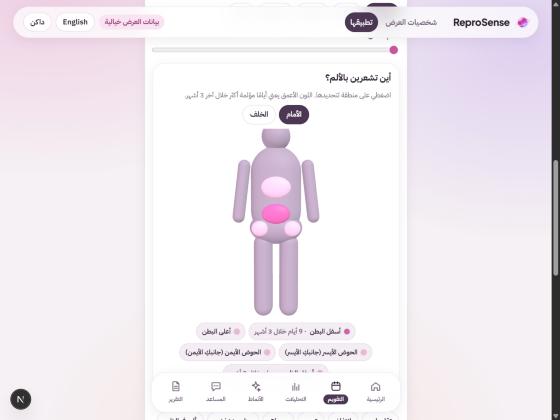 ReproSense
شخصيات العرض
تطبيقها
بيانات العرض خيالية
English
داكن
أين تشعرين بالألم؟
اضغطي على منطقة لتحديدها. اللون الأعمق يعني أيامًا مؤلمة أكثر خلال آخر 3 أشهر.
الأمام
الخلف
أسفل البطن · 9 أيام خلال 3 أشهر
أعلى البطن
الحوض الأيسر (جانبكِ الأيسر)
الحوض الأيمن (جانبكِ الأيمن)
الرئيسية
التقويم
التحليلات
الأنماط
المساعد
التقرير
N